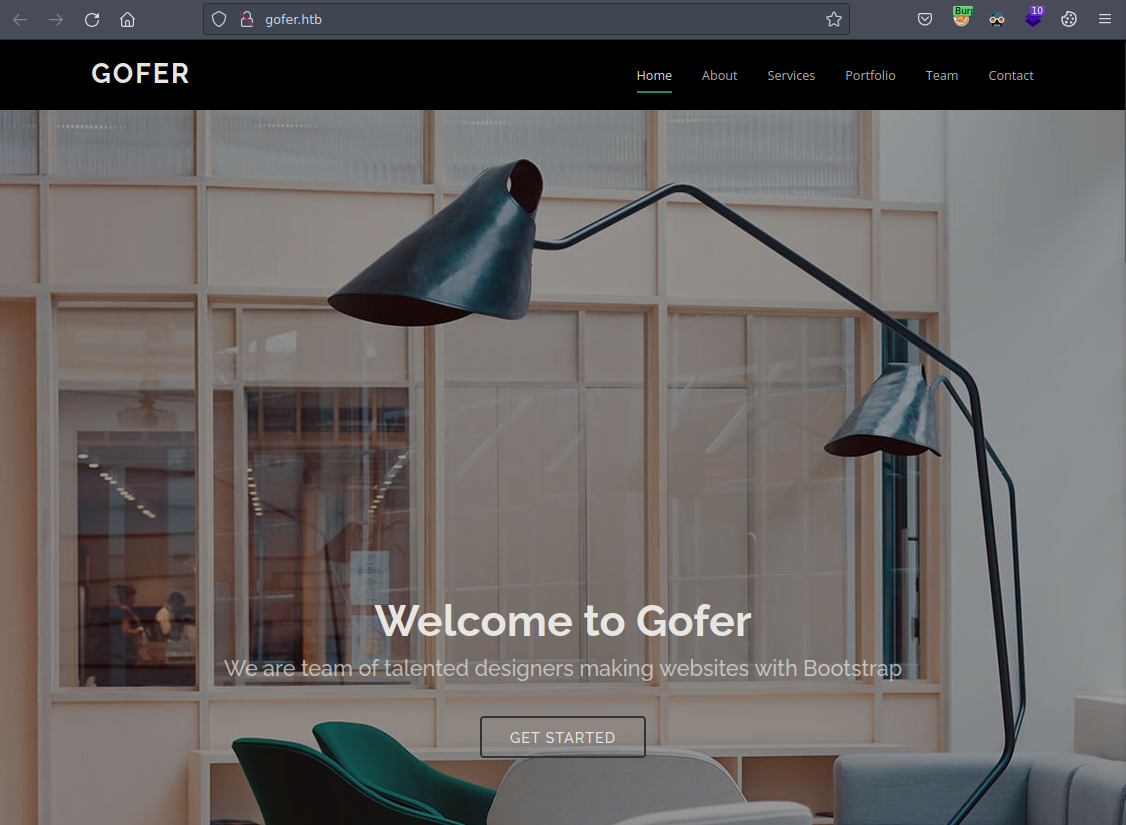 gofer.htb
Burp
10
GOFER
Home About Services Portfolio Team Contact
Welcome to Gofer
We are team of talented designers making websites with Bootstrap
GET STARTED